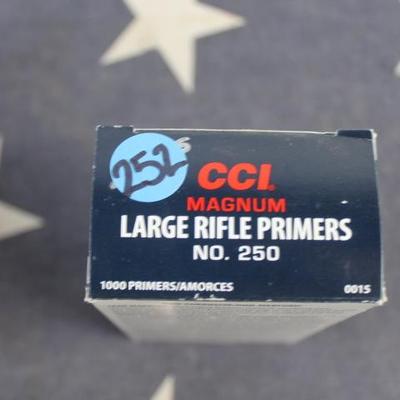 252
CCI
MAGNUM
LARGE RIFLE PRIMERS
NO. 250
1000 PRIMERS/AMORCES 0015